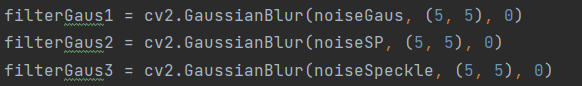 filterGaus1 = cv2.GaussianBlur(noiseGaus, (5, 5), 0)
filterGaus2 = cv2.GaussianBlur(noiseSP, (5, 5), 0)
filterGaus3 = cv2.GaussianBlur(noiseSpeckle, (5, 5), 0)